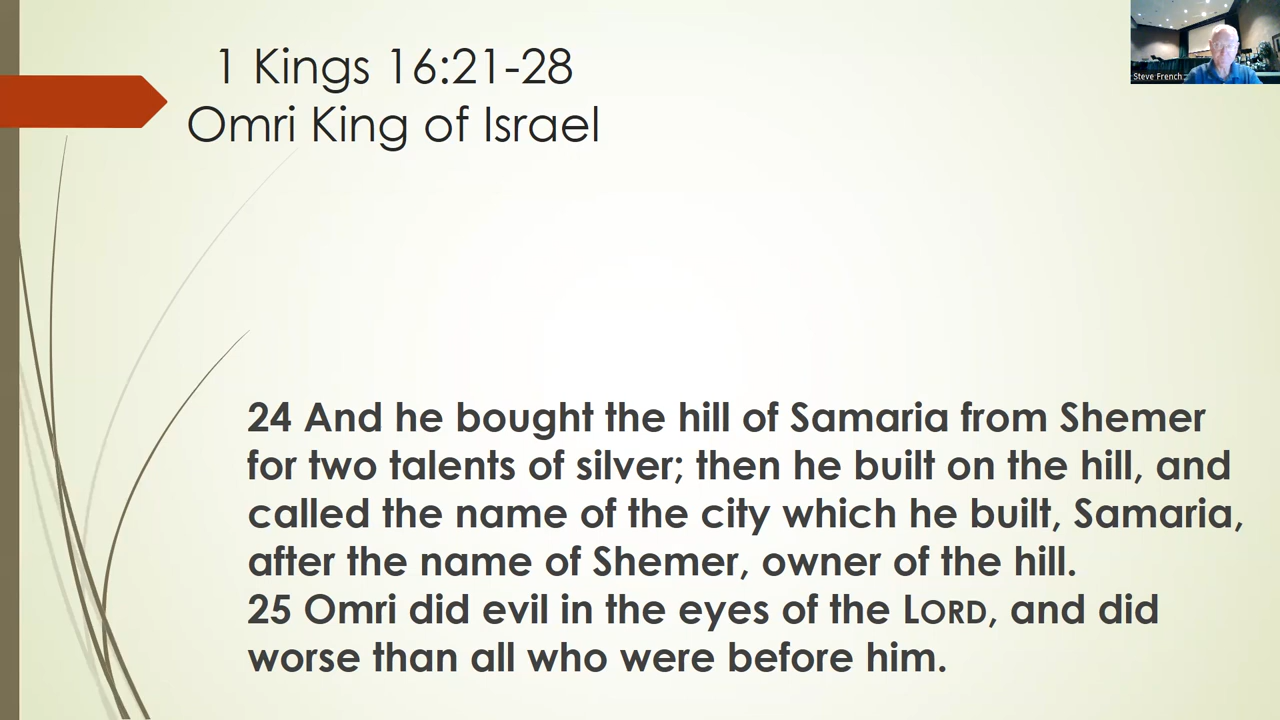 1 Kings 16:21-28
Omri King of Israel
Steve French
24 And he bought the hill of Samaria from Shemer
for two talents of silver; then he built on the hill, and
called the name of the city which he built, Samaria,
after the name of Shemer, owner of the hill.
25 Omri did evil in the eyes of the LORD, and did
worse than all who were before him.